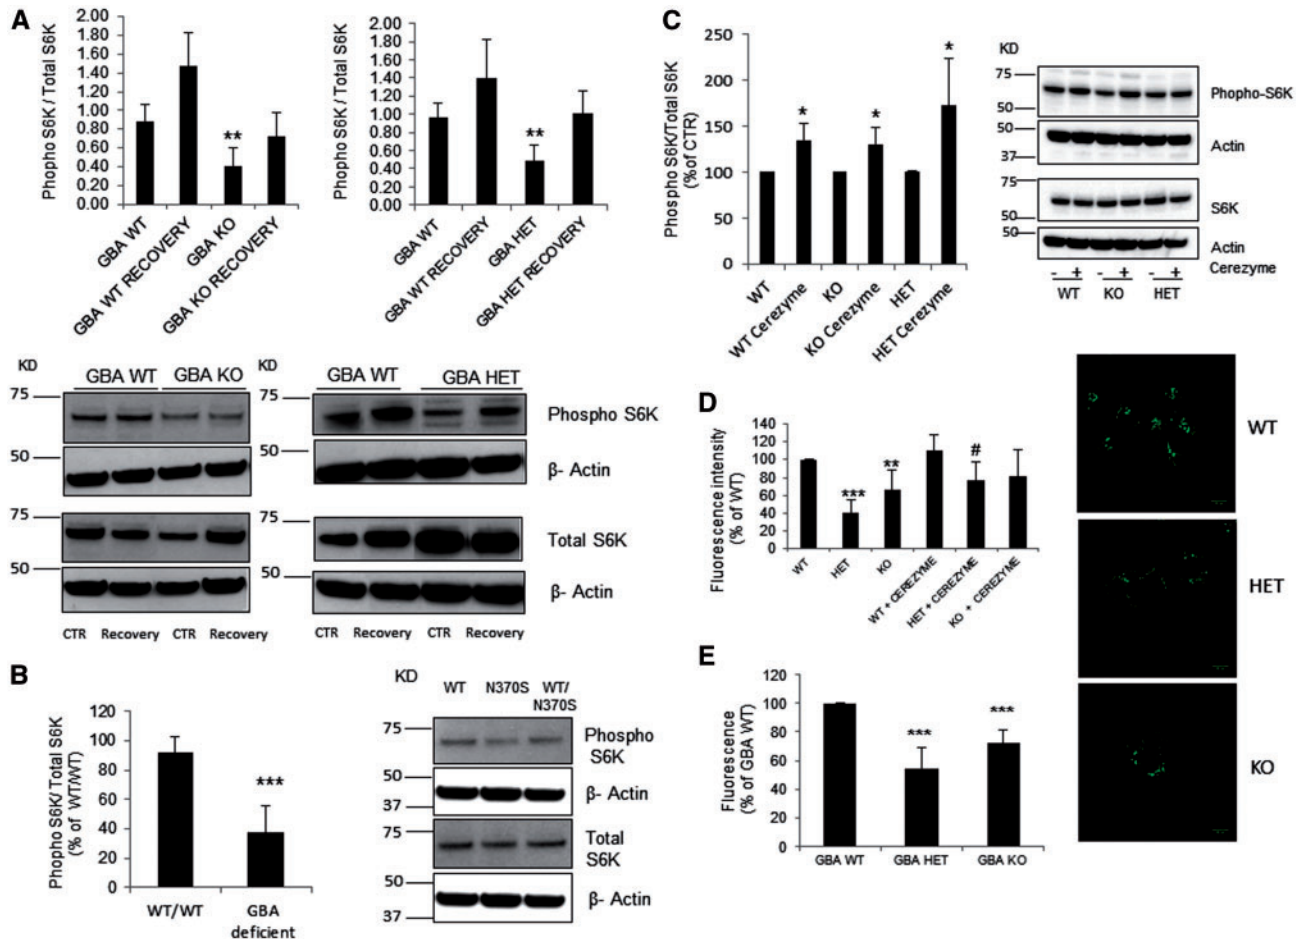 A
2.00
1.80
1.60
1.40
1.20
1.00
0.80
0.60
0.40
0.20
0.00
Phopho S6K / Total S6K
**
GBA WT
GBA WT RECOVERY
GBA KO
GBA KO RECOVERY
2.00
1.80
1.60
1.40
1.20
1.00
0.80
0.60
0.40
0.20
0.00
Phopho S6K / Total S6K
**
GBA WT
GBA WT RECOVERY
GBA HET
GBA HET RECOVERY
KD
GBA WT GBA KO
75
50
75
50
CTR Recovery CTR Recovery
KD
GBA WT GBA HET
75
50
75
50
Phospho S6K
β- Actin
Total S6K
β- Actin
CTR Recovery CTR Recovery
B
120
100
80
60
40
20
0
Phopho S6K/ Total S6K
(% of WT/WT)
***
WT/WT
GBA
deficient
KD
WT N370S WT/
N370S
75
50
37
75
50
37
Phospho
S6K
β- Actin
Total
S6K
β- Actin
C
250
200
150
100
50
0
Phospho S6K/Total S6K
(%of CTR)
*
*
*
WT
WT Cerezyme
KO
KO Cerezyme
HET
HET Cerezyme
KD
75
50
50
37
75
50
50
Phopho-S6K
Actin
S6K
Actin
- + - + - + Cerezyme
WT KO HET
D
140
120
100
80
60
40
20
0
Fluorescence intensity
(% of WT)
***
**
#
WT
HET
KO
WT + CEREZYME
HET + CEREZYME
KO + CEREZYME
WT
HET
KO
E
120
100
80
60
40
20
0
Fluorescence
(% of GBA WT)
***
***
GBA WT GBA HET GBA KO